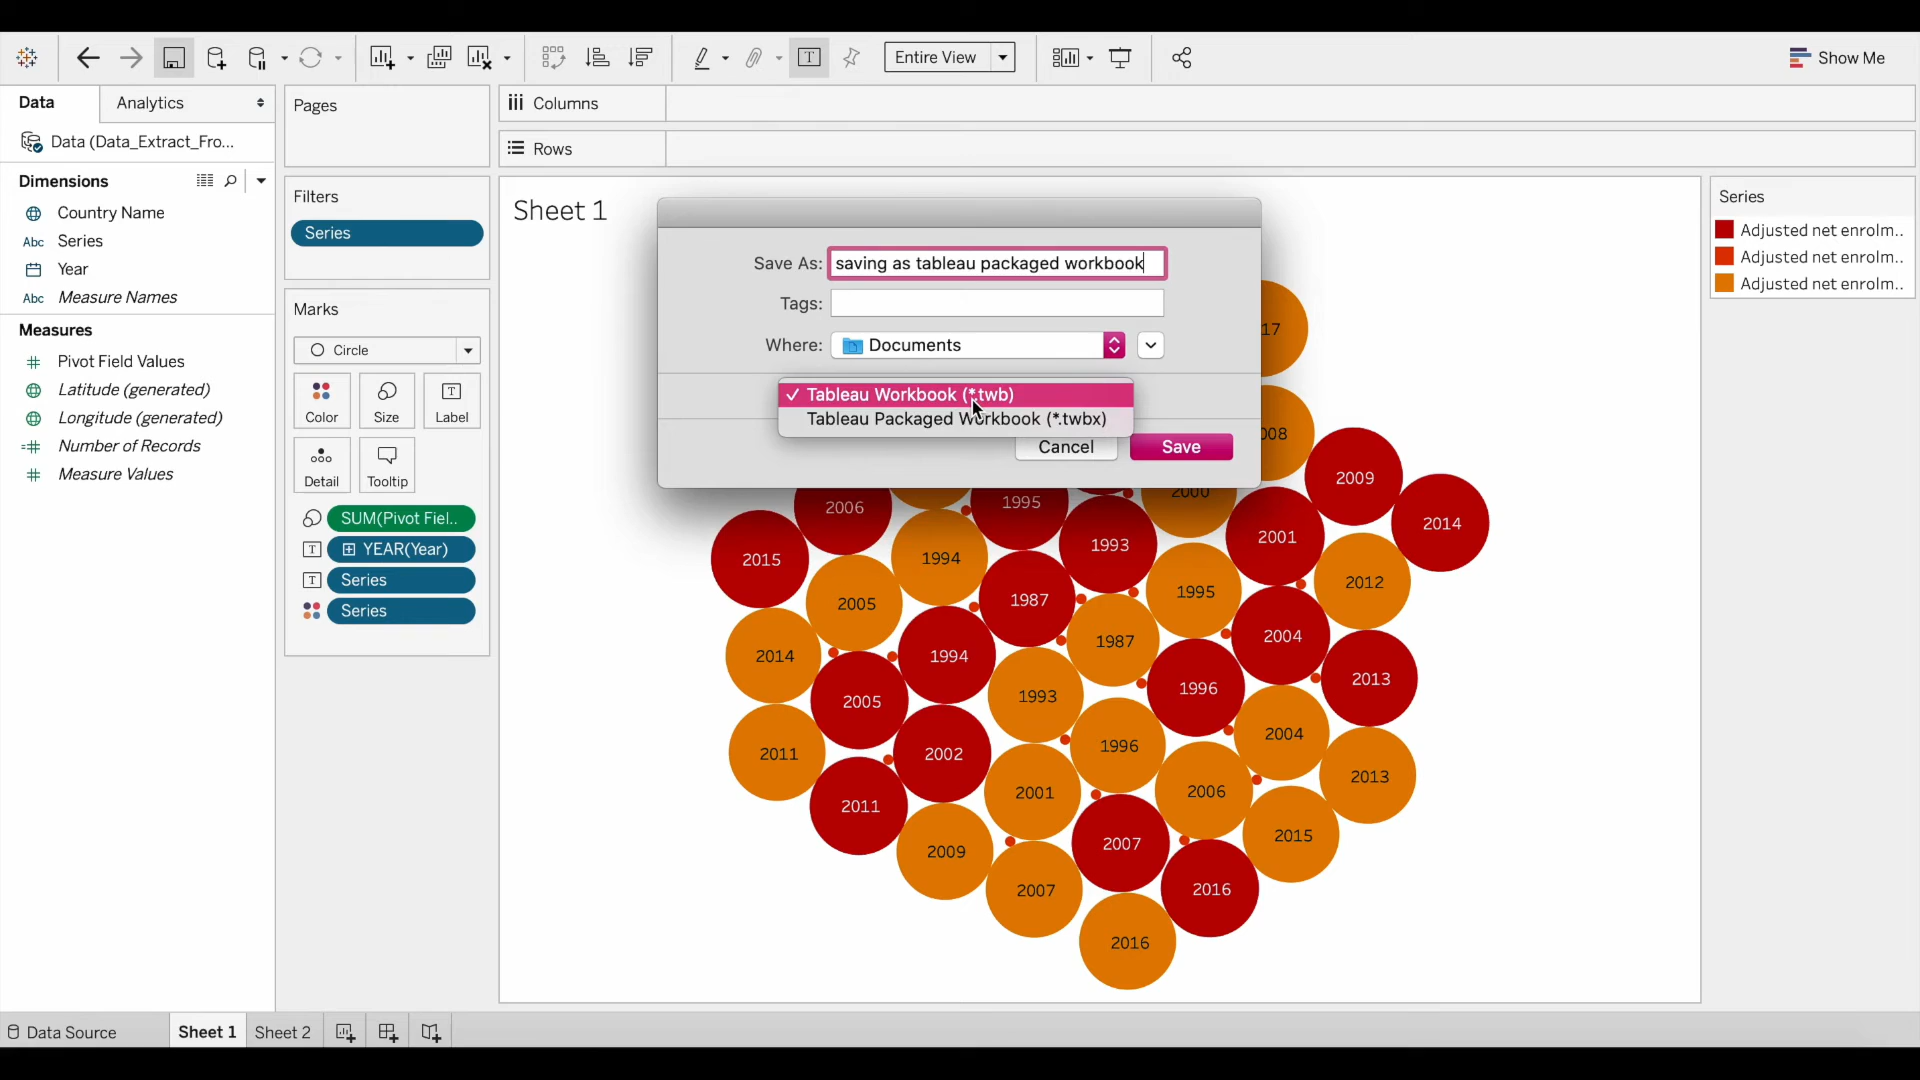 Entire View
Show Me
Data
Analytics
Data (Data_Extract_Fro...
Dimensions
Country Name
Abc Series
Year
Abc Measure Names
Measures
Pivot Field Values
Latitude (generated)
Longitude (generated)
Number of Records
Measure Values
Pages
Filters
Series
Marks
Circle
Color
Size
Label
Detail
Tooltip
SUM(Pivot Fiel..
YEAR(Year)
Series
Series
Columns
Rows
Sheet 1
Save As: saving as tableau packaged workbook
Tags:
Where: Documents
✓ Tableau Workbook (*.twb)
Tableau Packaged Workbook (*.twbx)
Cancel
Save
17
008
2009
2014
2006
1995
2000
2015
1994
1993
2001
2012
2005
1987
1995
2014
1994
1987
2004
2005
1993
1996
2013
2011
2002
1996
2004
2011
2001
2006
2013
2009
2007
2015
2007
2016
2016
Series
Adjusted net enrolm..
Adjusted net enrolm..
Adjusted net enrolm..
Data Source
Sheet 1
Sheet 2